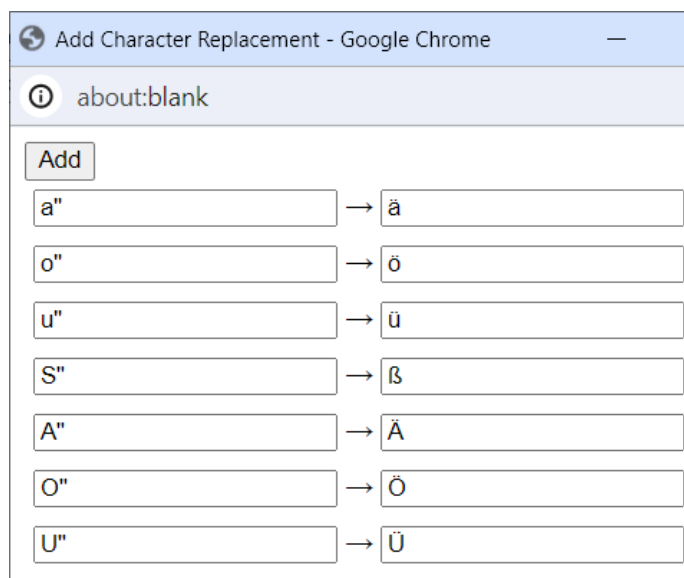 Add Character Replacement - Google Chrome
about:blank
Add
a" → ä
o" → ö
u" → ü
S" → ß
A" → Ä
O" → Ö
U" → Ü